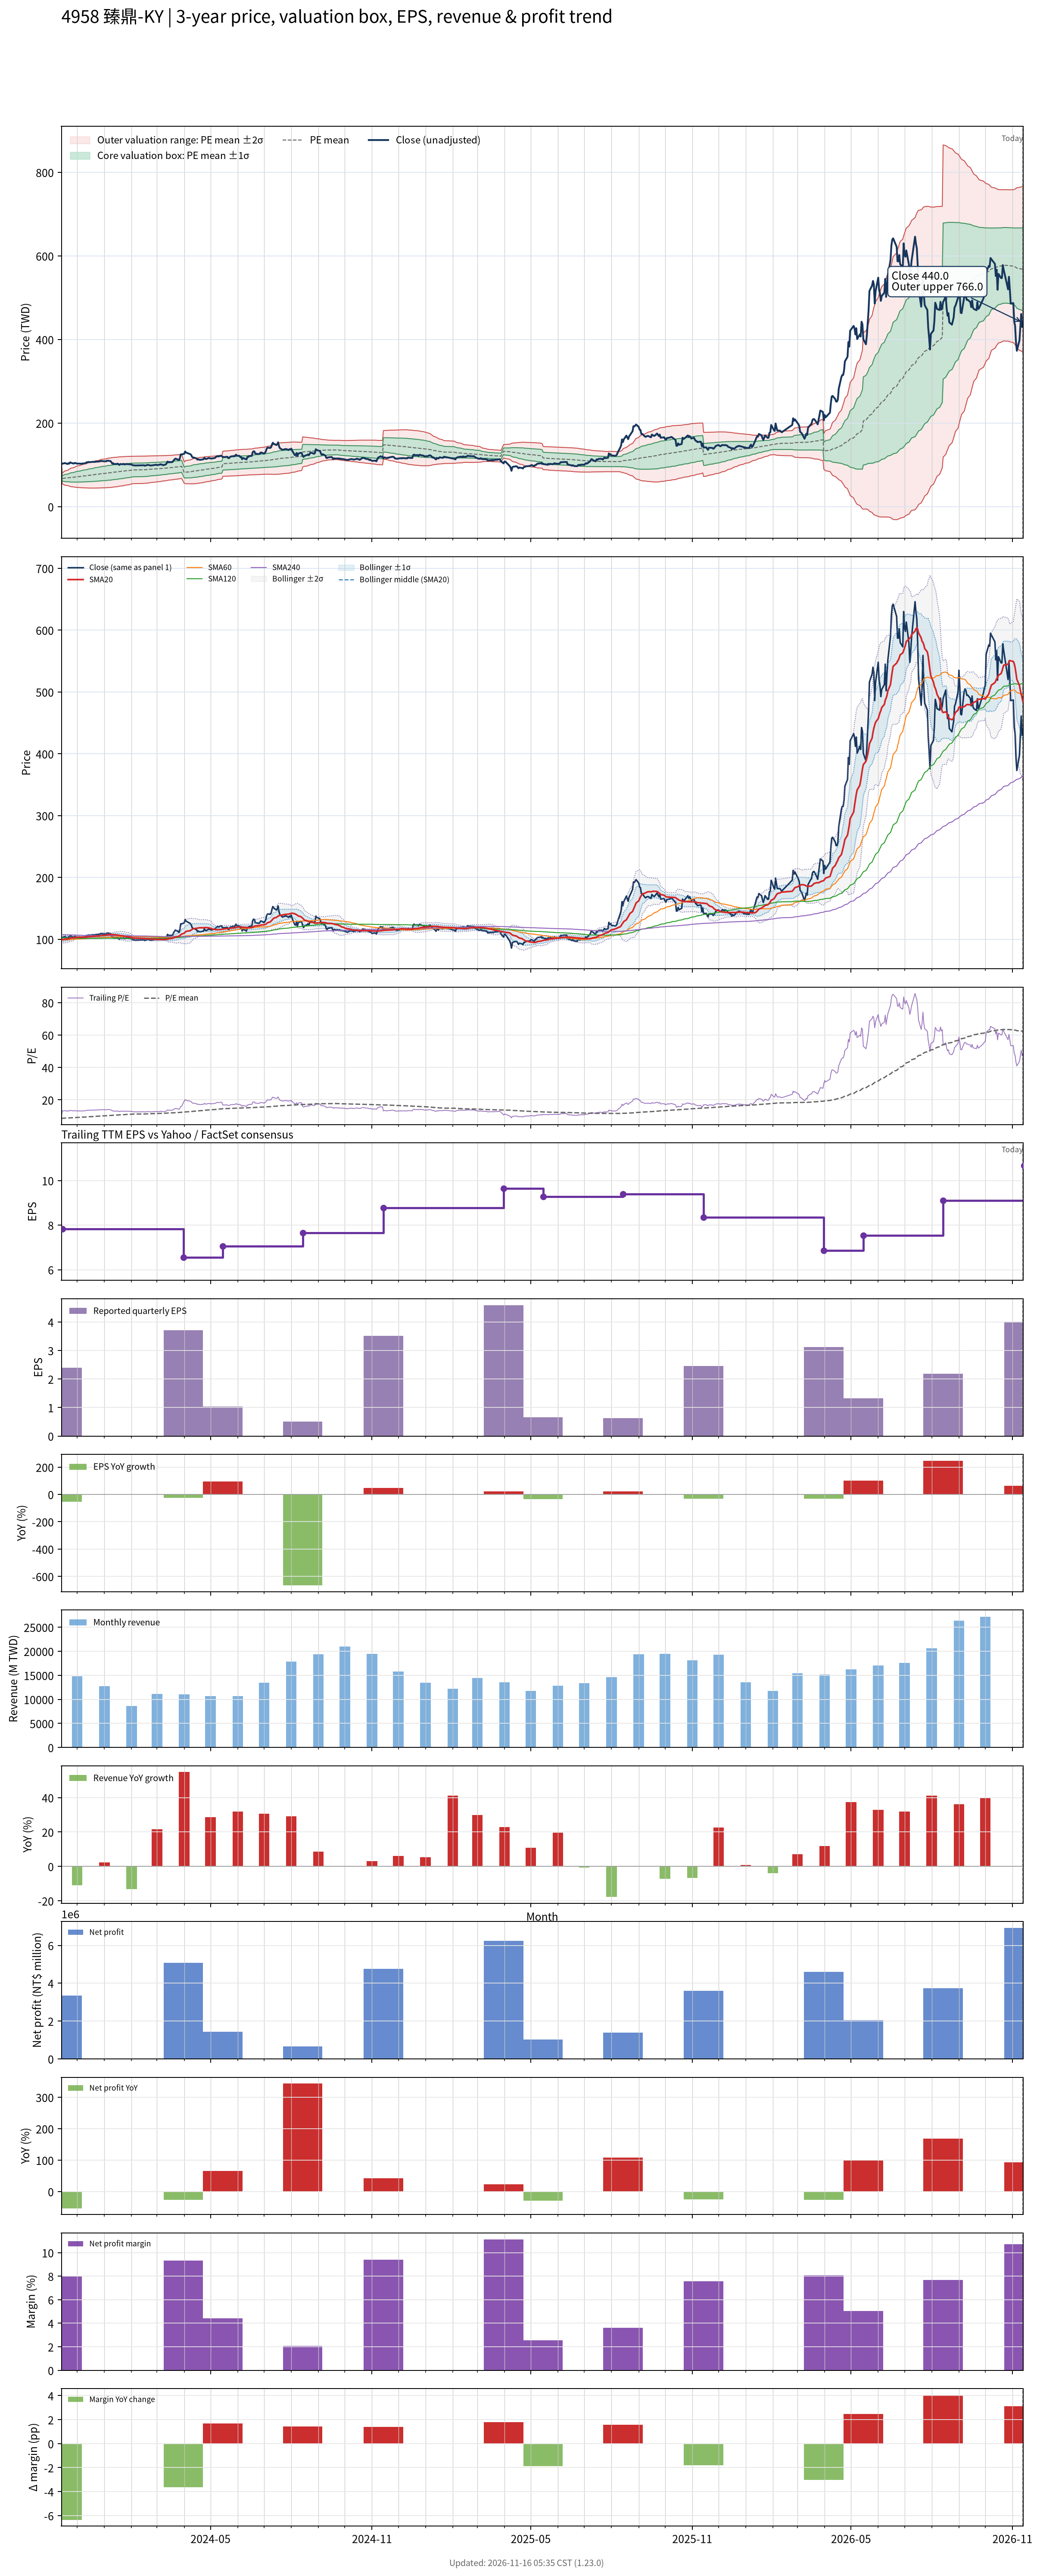 4958 臻鼎-KY | 3-year price, valuation box, EPS, revenue & profit trend
Outer valuation range: PE mean ±2σ
Core valuation box: PE mean ±1σ
PE mean
Close (unadjusted)
Today
Close 440.0
Outer upper 766.0
Price (TWD)
800
600
400
200
0
Close (same as panel 1)
SMA20
SMA60
SMA120
SMA240
Bollinger ±2σ
Bollinger ±1σ
Bollinger middle (SMA20)
Price
700
600
500
400
300
200
100
Trailing P/E
P/E mean
P/E
80
60
40
20
Trailing TTM EPS vs Yahoo / FactSet consensus
Today
EPS
10
8
6
Reported quarterly EPS
EPS
4
3
2
1
0
EPS YoY growth
YoY (%)
200
0
-200
-400
-600
Monthly revenue
Revenue (M TWD)
25000
20000
15000
10000
5000
0
Revenue YoY growth
YoY (%)
40
20
0
-20
Month
1e6
Net profit
Net profit (NT$ million)
6
4
2
0
Net profit YoY
YoY (%)
300
200
100
0
Net profit margin
Margin (%)
10
8
6
4
2
0
Margin YoY change
Δ margin (pp)
4
2
0
-2
-4
-6
2024-05
2024-11
2025-05
2025-11
2026-05
2026-11
Updated: 2026-11-16 05:35 CST (1.23.0)